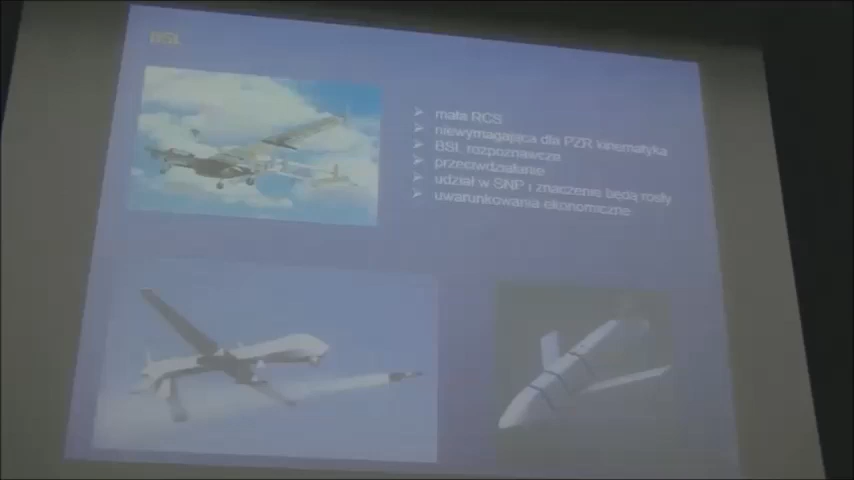 BSL
mała RCS
niewymagająca dla PZR kinematyka
BSL rozpoznawcze
przeciwdziałanie
udział w SNP i znaczenie będą rosły
uwarunkowania ekonomiczne